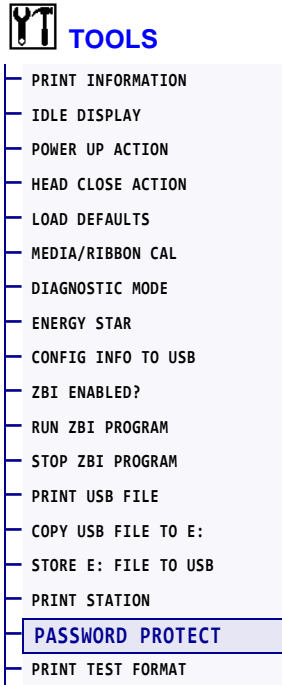 TOOLS
PRINT INFORMATION
IDLE DISPLAY
POWER UP ACTION
HEAD CLOSE ACTION
LOAD DEFAULTS
MEDIA/RIBBON CAL
DIAGNOSTIC MODE
ENERGY STAR
CONFIG INFO TO USB
ZBI ENABLED?
RUN ZBI PROGRAM
STOP ZBI PROGRAM
PRINT USB FILE
COPY USB FILE TO E:
STORE E: FILE TO USB
PRINT STATION
PASSWORD PROTECT
PRINT TEST FORMAT